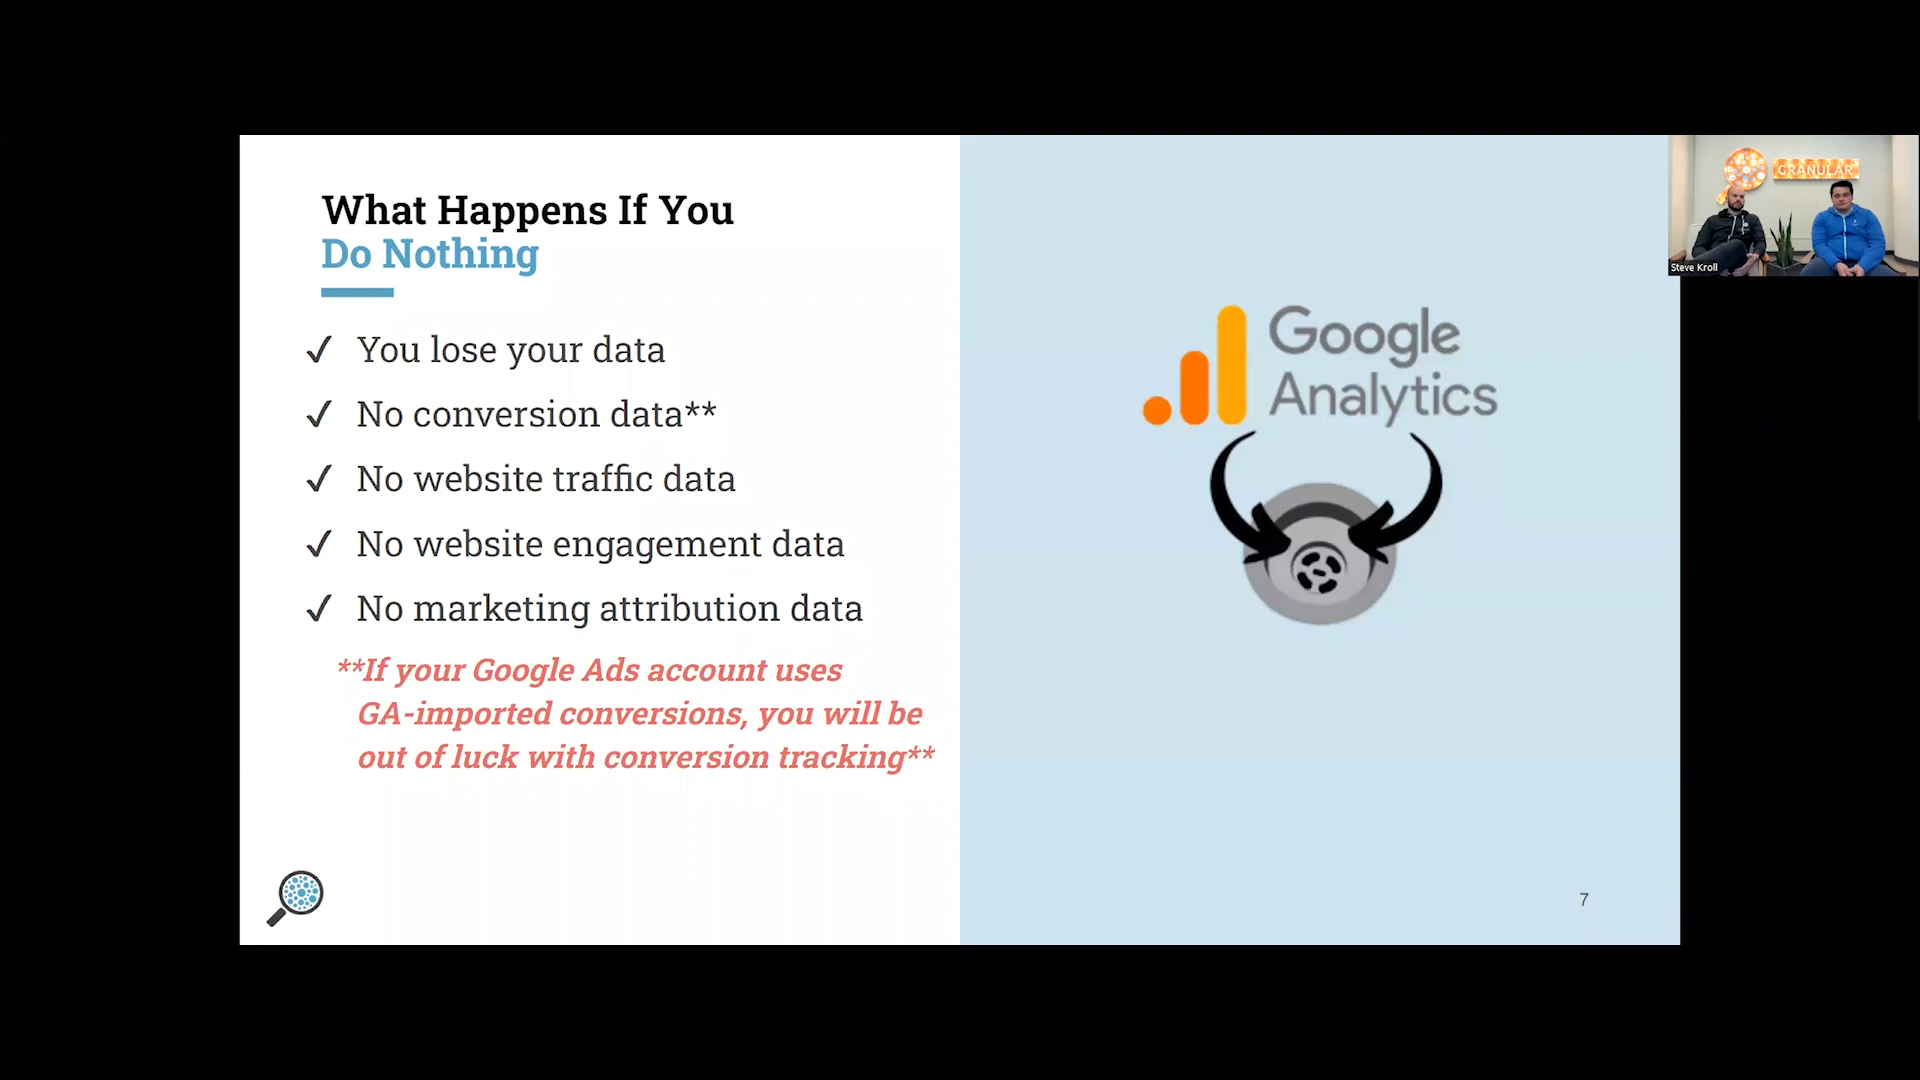 What Happens If You
Do Nothing
✓ You lose your data
✓ No conversion data**
✓ No website traffic data
✓ No website engagement data
✓ No marketing attribution data
**If your Google Ads account uses
GA-imported conversions, you will be
out of luck with conversion tracking**
Google
Analytics
7
GRANULAR
Steve Kroll